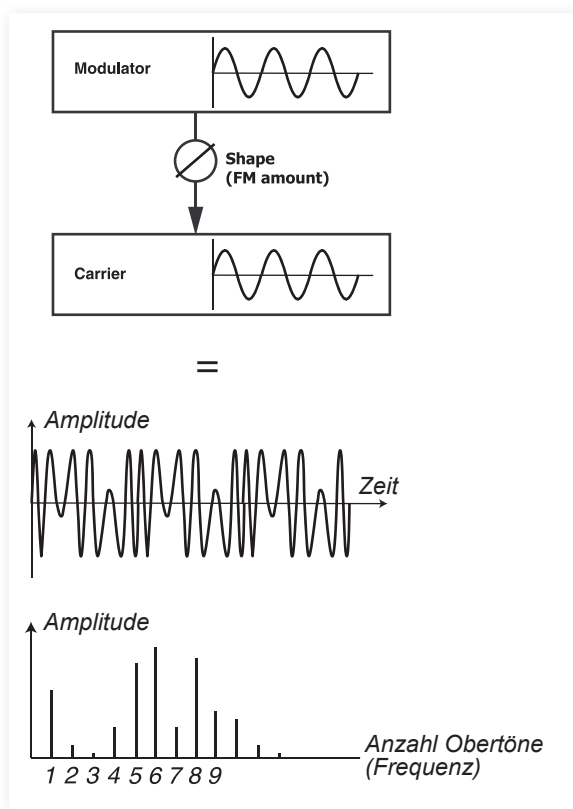 Modulator
Shape
(FM amount)
Carrier
=
Amplitude
Zeit
Amplitude
Anzahl Obertöne
(Frequenz)
1 2 3 4 5 6 7 8 9